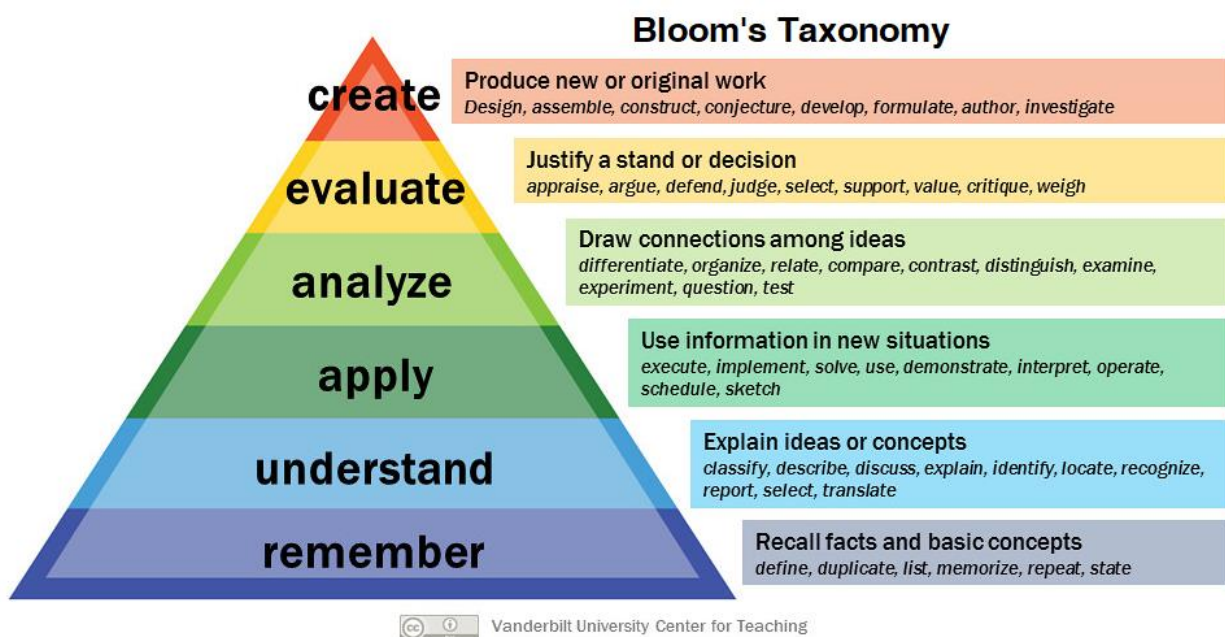 Bloom's Taxonomy
create
Produce new or original work
Design, assemble, construct, conjecture, develop, formulate, author, investigate
evaluate
Justify a stand or decision
appraise, argue, defend, judge, select, support, value, critique, weigh
analyze
Draw connections among ideas
differentiate, organize, relate, compare, contrast, distinguish, examine,
experiment, question, test
apply
Use information in new situations
execute, implement, solve, use, demonstrate, interpret, operate,
schedule, sketch
understand
Explain ideas or concepts
classify, describe, discuss, explain, identify, locate, recognize,
report, select, translate
remember
Recall facts and basic concepts
define, duplicate, list, memorize, repeat, state
cc Vanderbilt University Center for Teaching